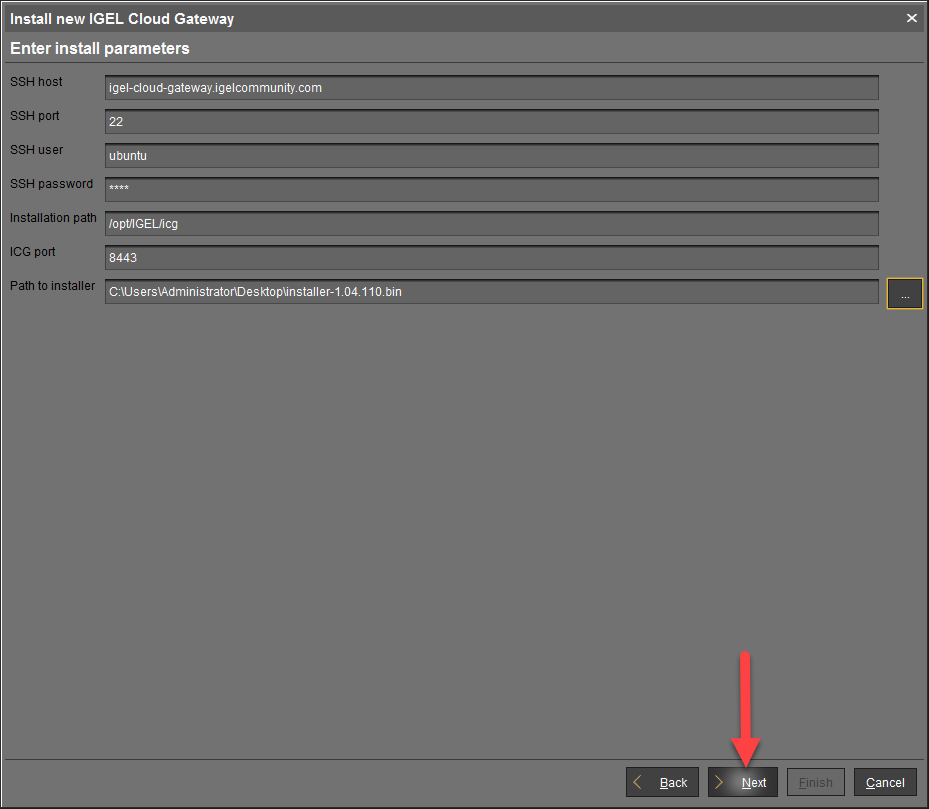 Install new IGEL Cloud Gateway
Enter install parameters
SSH host igel-cloud-gateway.igelcommunity.com
SSH port 22
SSH user ubuntu
SSH password ****
Installation path /opt/IGEL/icg
ICG port 8443
Path to installer C:\Users\Administrator\Desktop\installer-1.04.110.bin ...
Back Next Finish Cancel